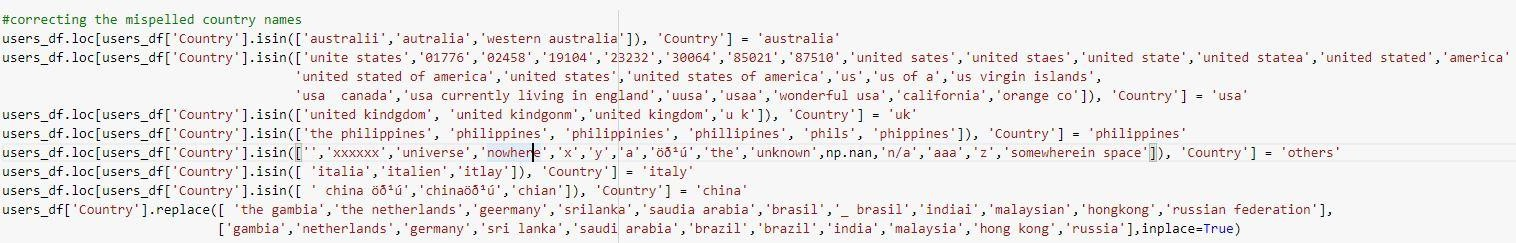 #correcting the mispelled country names
users_df.loc[users_df['Country'].isin(['australii','autralia','western australia']), 'Country'] = 'australia'
users_df.loc[users_df['Country'].isin(['unite states','01776','02458','19104','23232','30064','85021','87510','united sates','united staes','united state','united statea','united stated','america'
'united stated of america','united states','united states of america','us','us of a','us virgin islands',
'usa  canada','usa currently living in england','uusa','usaa','wonderful usa','california','orange co']), 'Country'] = 'usa'
users_df.loc[users_df['Country'].isin(['united kindgdom', 'united kindgonm','united kingdom','u k']), 'Country'] = 'uk'
users_df.loc[users_df['Country'].isin(['the philippines', 'philippines', 'philippinies', 'phillipines', 'phils', 'phippines']), 'Country'] = 'philippines'
users_df.loc[users_df['Country'].isin(['','xxxxxx','universe','nowhere','x','y','a','öð¹ú','the','unknown',np.nan,'n/a','aaa','z','somewherein space']), 'Country'] = 'others'
users_df.loc[users_df['Country'].isin([ 'italia','italien','itlay']), 'Country'] = 'italy'
users_df.loc[users_df['Country'].isin([ ' china öð¹ú','chinaöð¹ú','chian']), 'Country'] = 'china'
users_df['Country'].replace([ 'the gambia','the netherlands','geermany','srilanka','saudia arabia','brasil','_ brasil','indiai','malaysian','hongkong','russian federation'],
['gambia','netherlands','germany','sri lanka','saudi arabia','brazil','brazil','india','malaysia','hong kong','russia'],inplace=True)